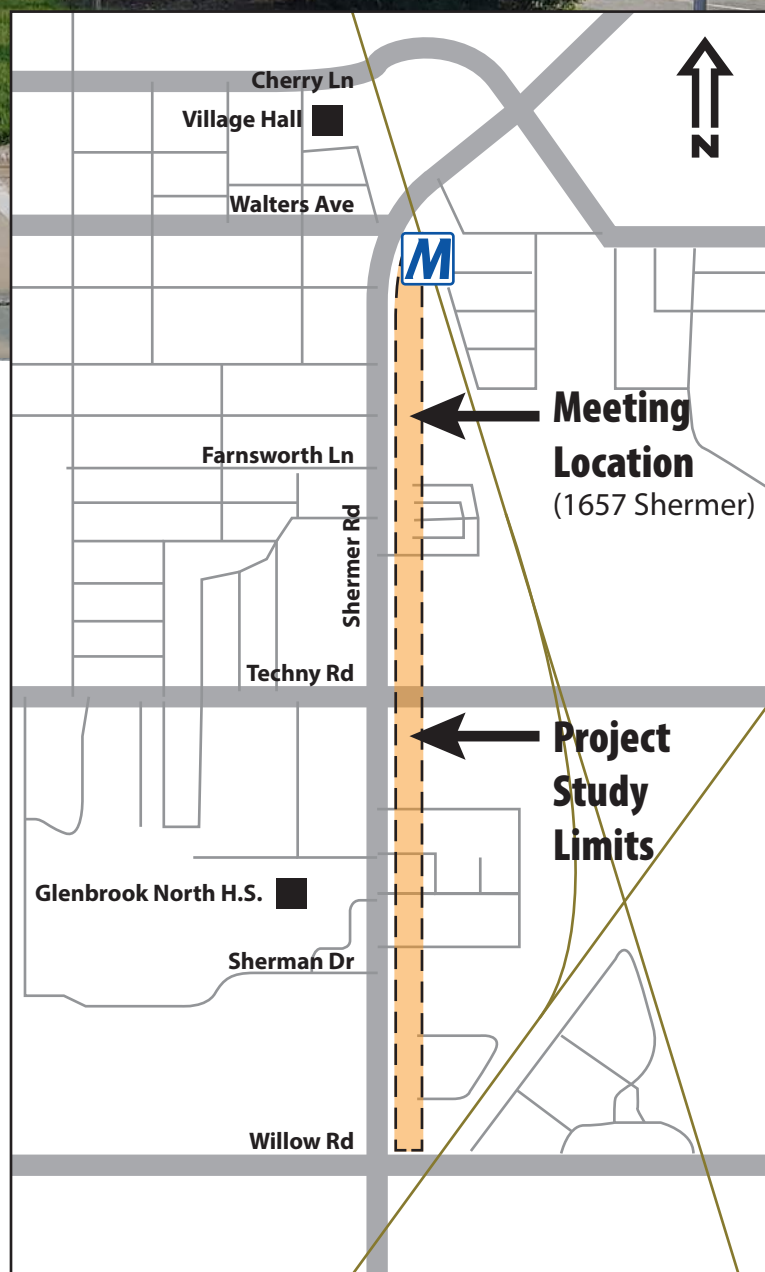 Cherry Ln
Village Hall
N
Walters Ave
M
Meeting
Location
(1657 Shermer)
Farnsworth Ln
Shermer Rd
Techny Rd
Project
Study
Limits
Glenbrook North H.S.
Sherman Dr
Willow Rd